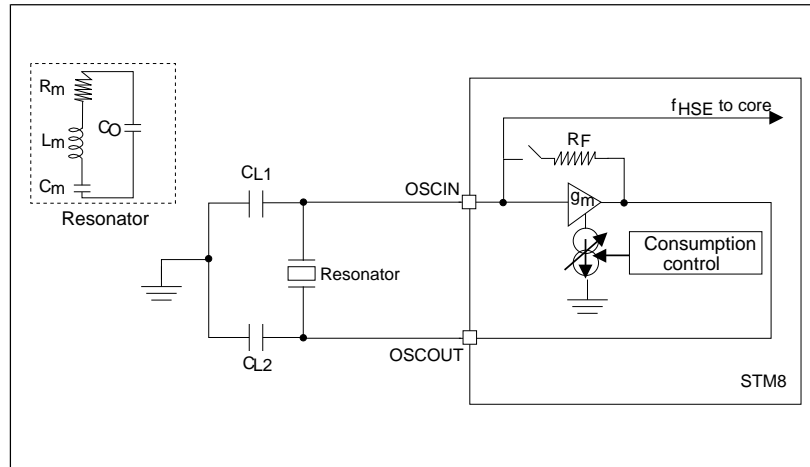 Rm
Lm
CO
Cm
Resonator
CL1
Resonator
CL2
OSCIN
OSCOUT
fHSE to core
RF
gm
Consumption
control
STM8